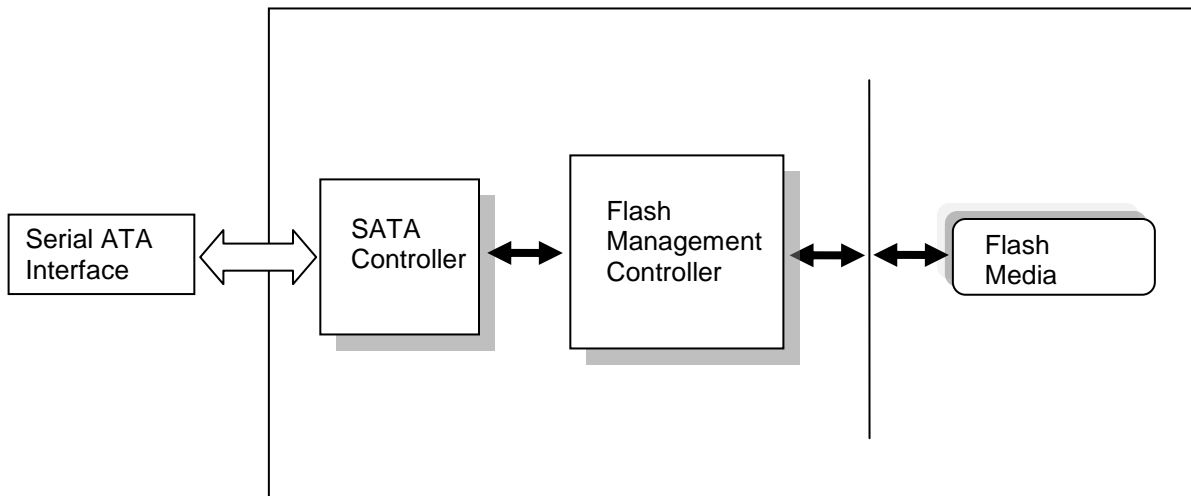 Serial ATA
Interface
SATA
Controller
Flash
Management
Controller
Flash
Media